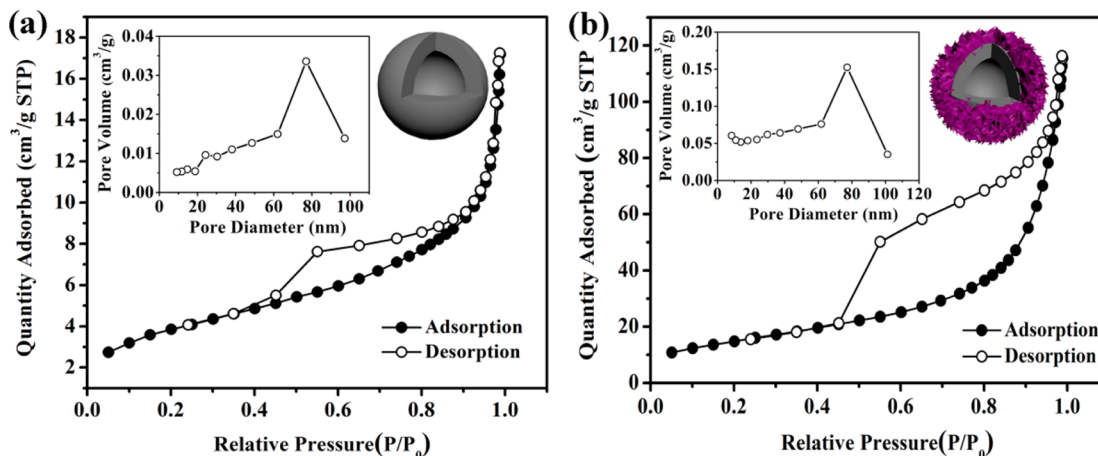 (a)
Quantity Adsorbed (cm³/g STP)
18
16
14
12
10
8
6
4
2
0.0 0.2 0.4 0.6 0.8 1.0
Relative Pressure(P/P₀)
Adsorption
Desorption
Pore Volume (cm³/g)
0.04
0.03
0.02
0.01
0.00
0 20 40 60 80 100
Pore Diameter (nm)
(b)
Quantity Adsorbed (cm³/g STP
120
100
80
60
40
20
0
0.0 0.2 0.4 0.6 0.8 1.0
Relative Pressure(P/P₀)
Adsorption
Desorption
Pore Volume (cm³/g)
0.20
0.15
0.10
0.05
0.00
0 20 40 60 80 100 120
Pore Diameter (nm)